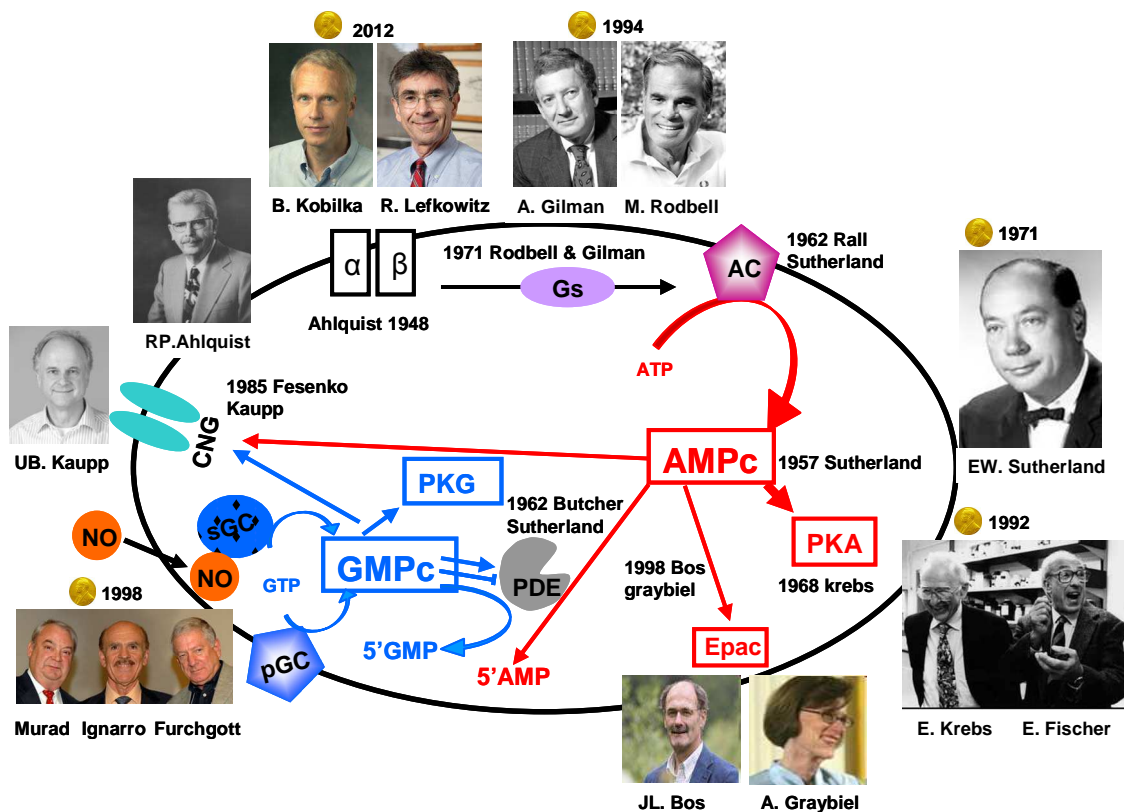 2012
1994
B. Kobilka
R. Lefkowitz
A. Gilman
M. Rodbell
RP.Ahlquist
α
β
Ahlquist 1948
1971 Rodbell & Gilman
Gs
AC
1962 Rall
Sutherland
1971
EW. Sutherland
UB. Kaupp
1985 Fesenko
Kaupp
CNG
ATP
AMPc
1957 Sutherland
PKG
1962 Butcher
Sutherland
PKA
1968 krebs
1992
E. Krebs
E. Fischer
NO
NO
sGC
GTP
GMPc
PDE
1998 Bos
graybiel
Epac
5'GMP
5'AMP
pGC
1998
Murad Ignarro Furchgott
JL. Bos
A. Graybiel